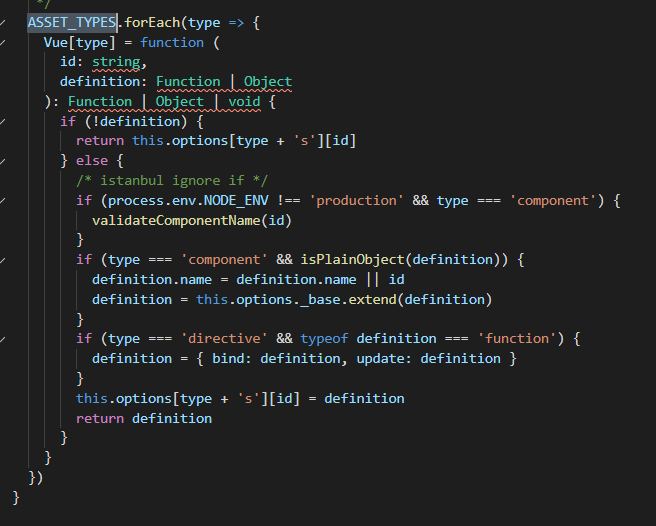 */
ASSET_TYPES.forEach(type => {
Vue[type] = function (
id: string,
definition: Function | Object
): Function | Object | void {
if (!definition) {
return this.options[type + 's'][id]
} else {
/* istanbul ignore if */
if (process.env.NODE_ENV !== 'production' && type === 'component') {
validateComponentName(id)
}
if (type === 'component' && isPlainObject(definition)) {
definition.name = definition.name || id
definition = this.options._base.extend(definition)
}
if (type === 'directive' && typeof definition === 'function') {
definition = { bind: definition, update: definition }
}
this.options[type + 's'][id] = definition
return definition
}
}
})
}